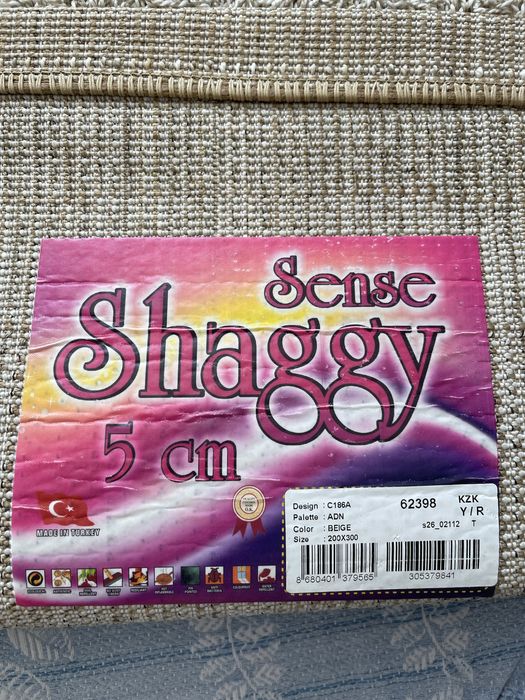 Sense
Shaggy
5 cm
MADE IN TURKEY
O.K.
Design : C186A
Palette : ADN
Color : BEIGE
Size : 200X300
62398
KZK
Y / R
s26_02112 T
8 680401 379565
305379841